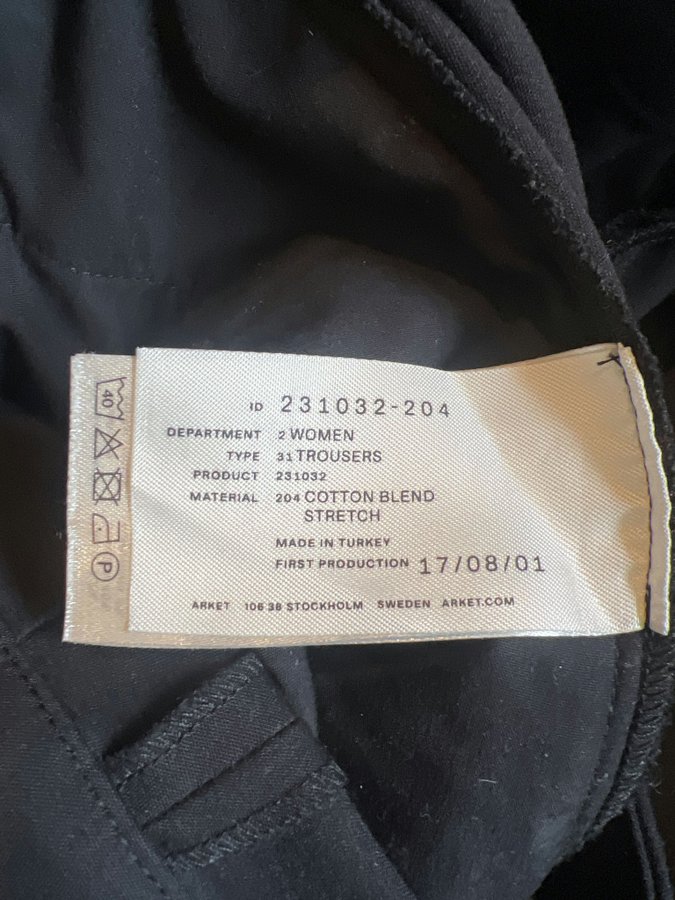 ID 231032-204
DEPARTMENT 2 WOMEN
TYPE 31 TROUSERS
PRODUCT 231032
MATERIAL 204 COTTON BLEND
STRETCH
MADE IN TURKEY
FIRST PRODUCTION 17/08/01
ARKET 106 38 STOCKHOLM SWEDEN ARKET.COM
40
P